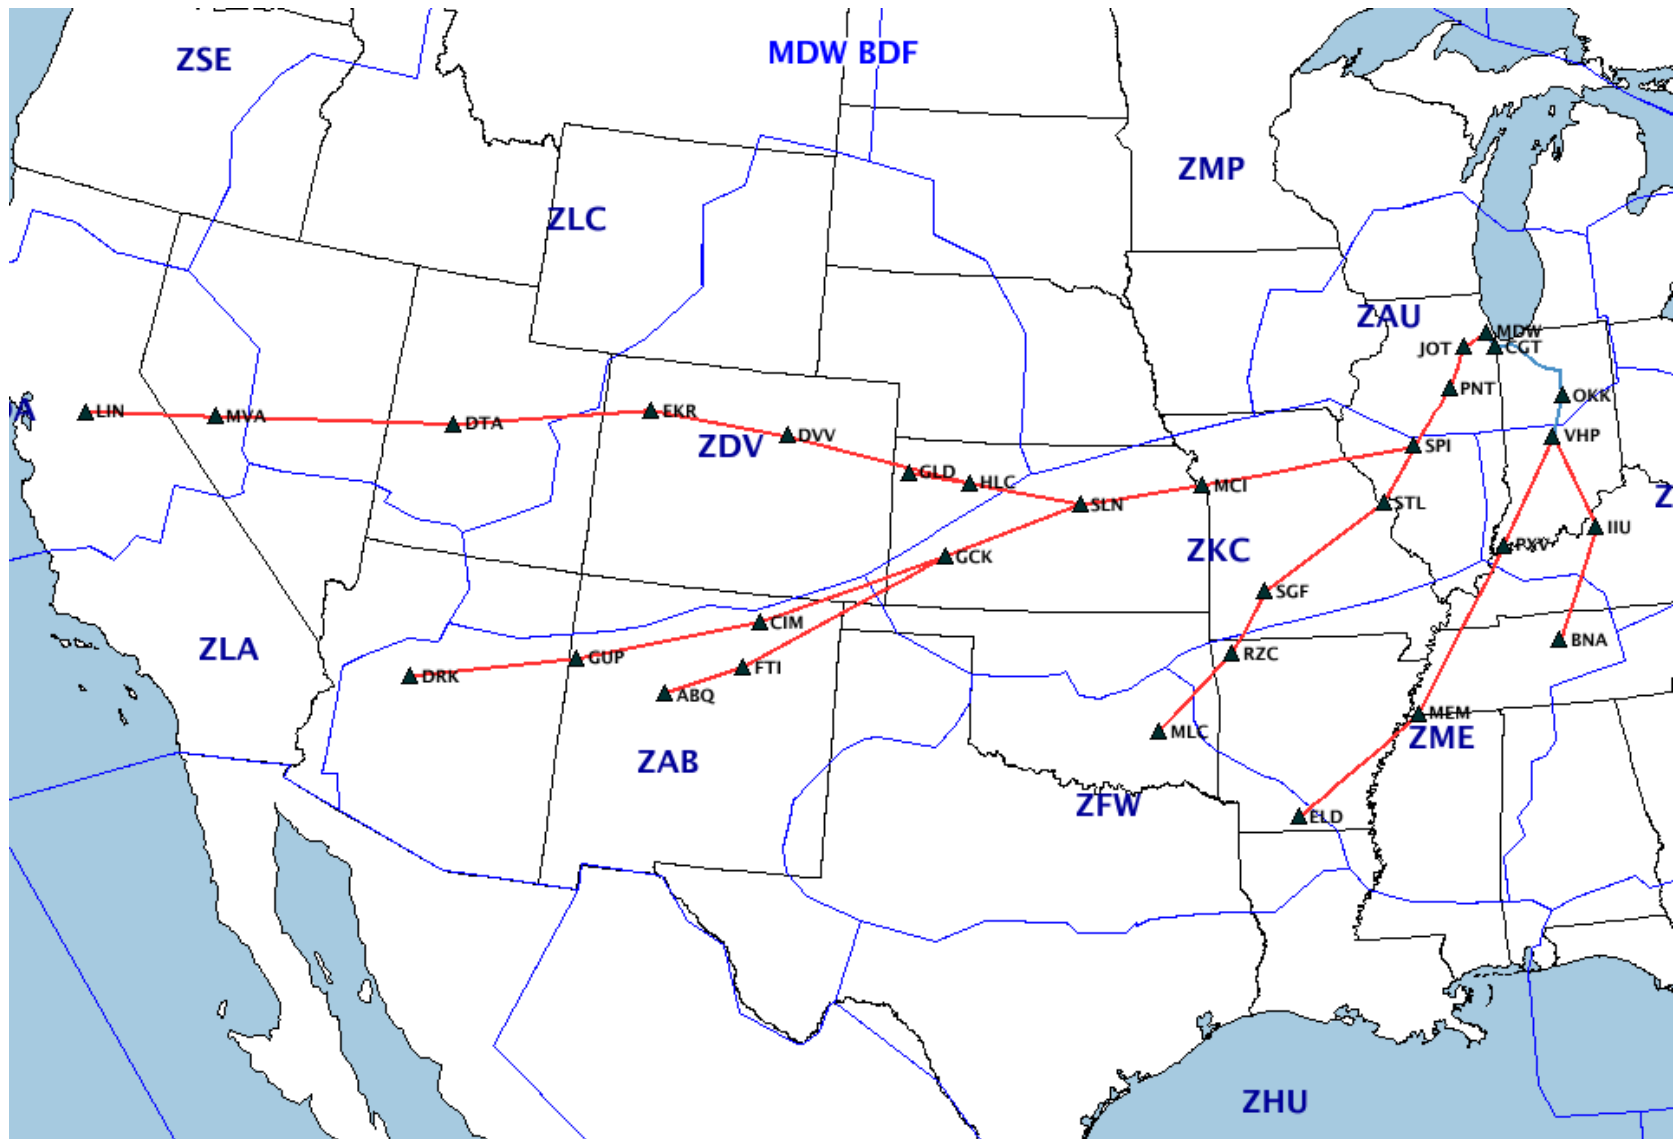 ZSE
MDW BDF
ZMP
ZLC
ZAU
MDW
JOT
CGT
PNT
OKK
LIN
MVA
DTA
EKR
DVV
ZDV
VHP
SPI
GLD
HLC
MCI
SLN
STL
Z
IIU
PXV
ZKC
GCK
SGF
CIM
ZLA
GUP
FTI
RZC
BNA
DRK
ABQ
MLC
MEM
ZME
ZAB
ZFW
ELD
ZHU